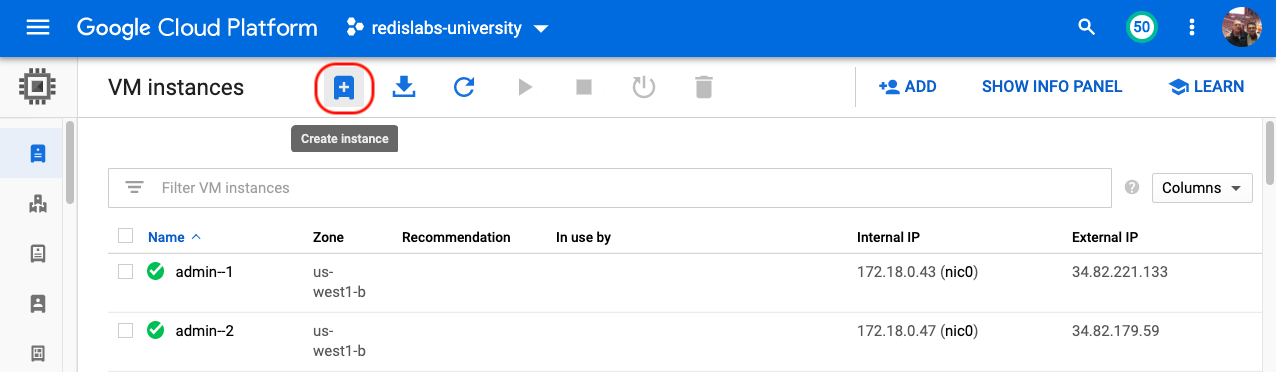 Google Cloud Platform redislabs-university 50
VM instances ADD SHOW INFO PANEL LEARN
Create instance
Filter VM instances Columns
Name Zone Recommendation In use by Internal IP External IP
admin--1 us- 172.18.0.43 (nic0) 34.82.221.133
west1-b
admin--2 us- 172.18.0.47 (nic0) 34.82.179.59
west1-b